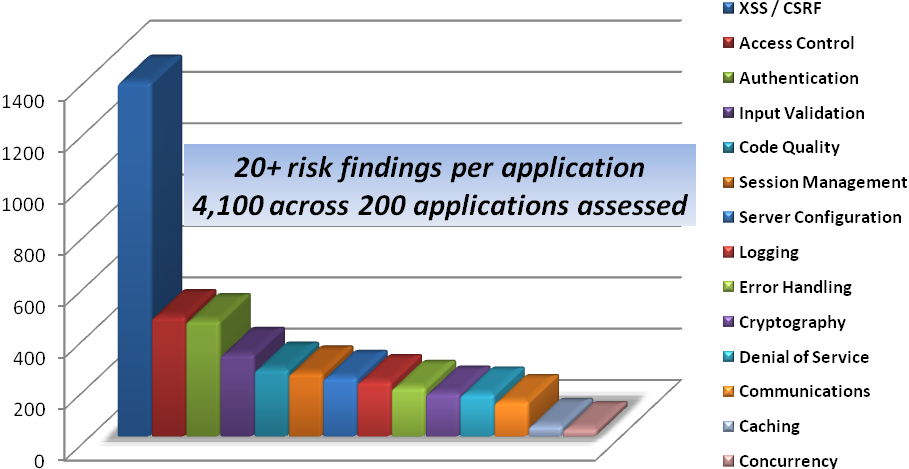 1400
1200
1000
800
600
400
200
0
20+ risk findings per application
4,100 across 200 applications assessed
XSS / CSRF
Access Control
Authentication
Input Validation
Code Quality
Session Management
Server Configuration
Logging
Error Handling
Cryptography
Denial of Service
Communications
Caching
Concurrency